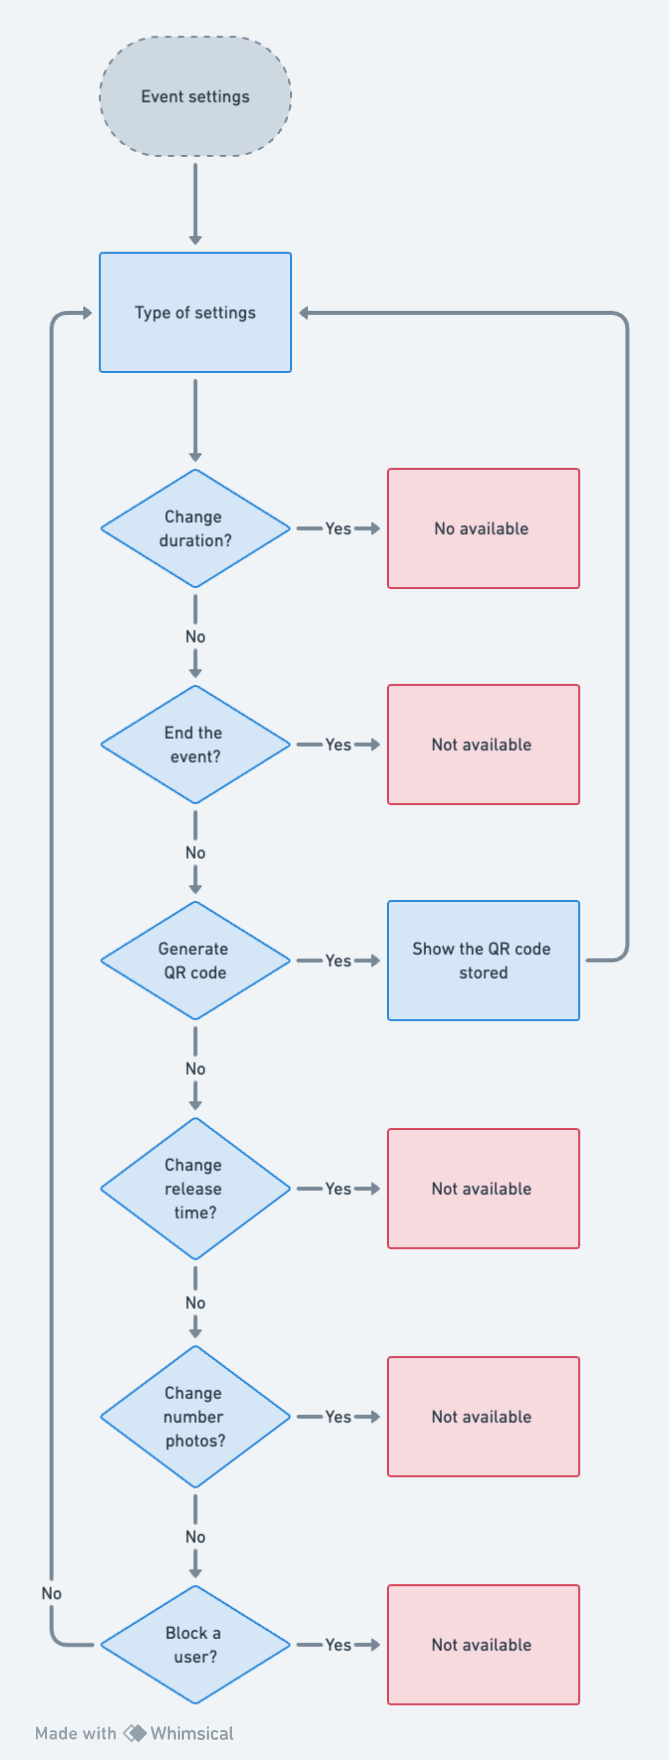 Event settings
Type of settings
Change
duration?
Yes
No available
No
End the
event?
Yes
Not available
No
Generate
QR code
Yes
Show the QR code
stored
No
Change
release
time?
Yes
Not available
No
Change
number
photos?
Yes
Not available
No
No
Block a
user?
Yes
Not available
Made with Whimsical